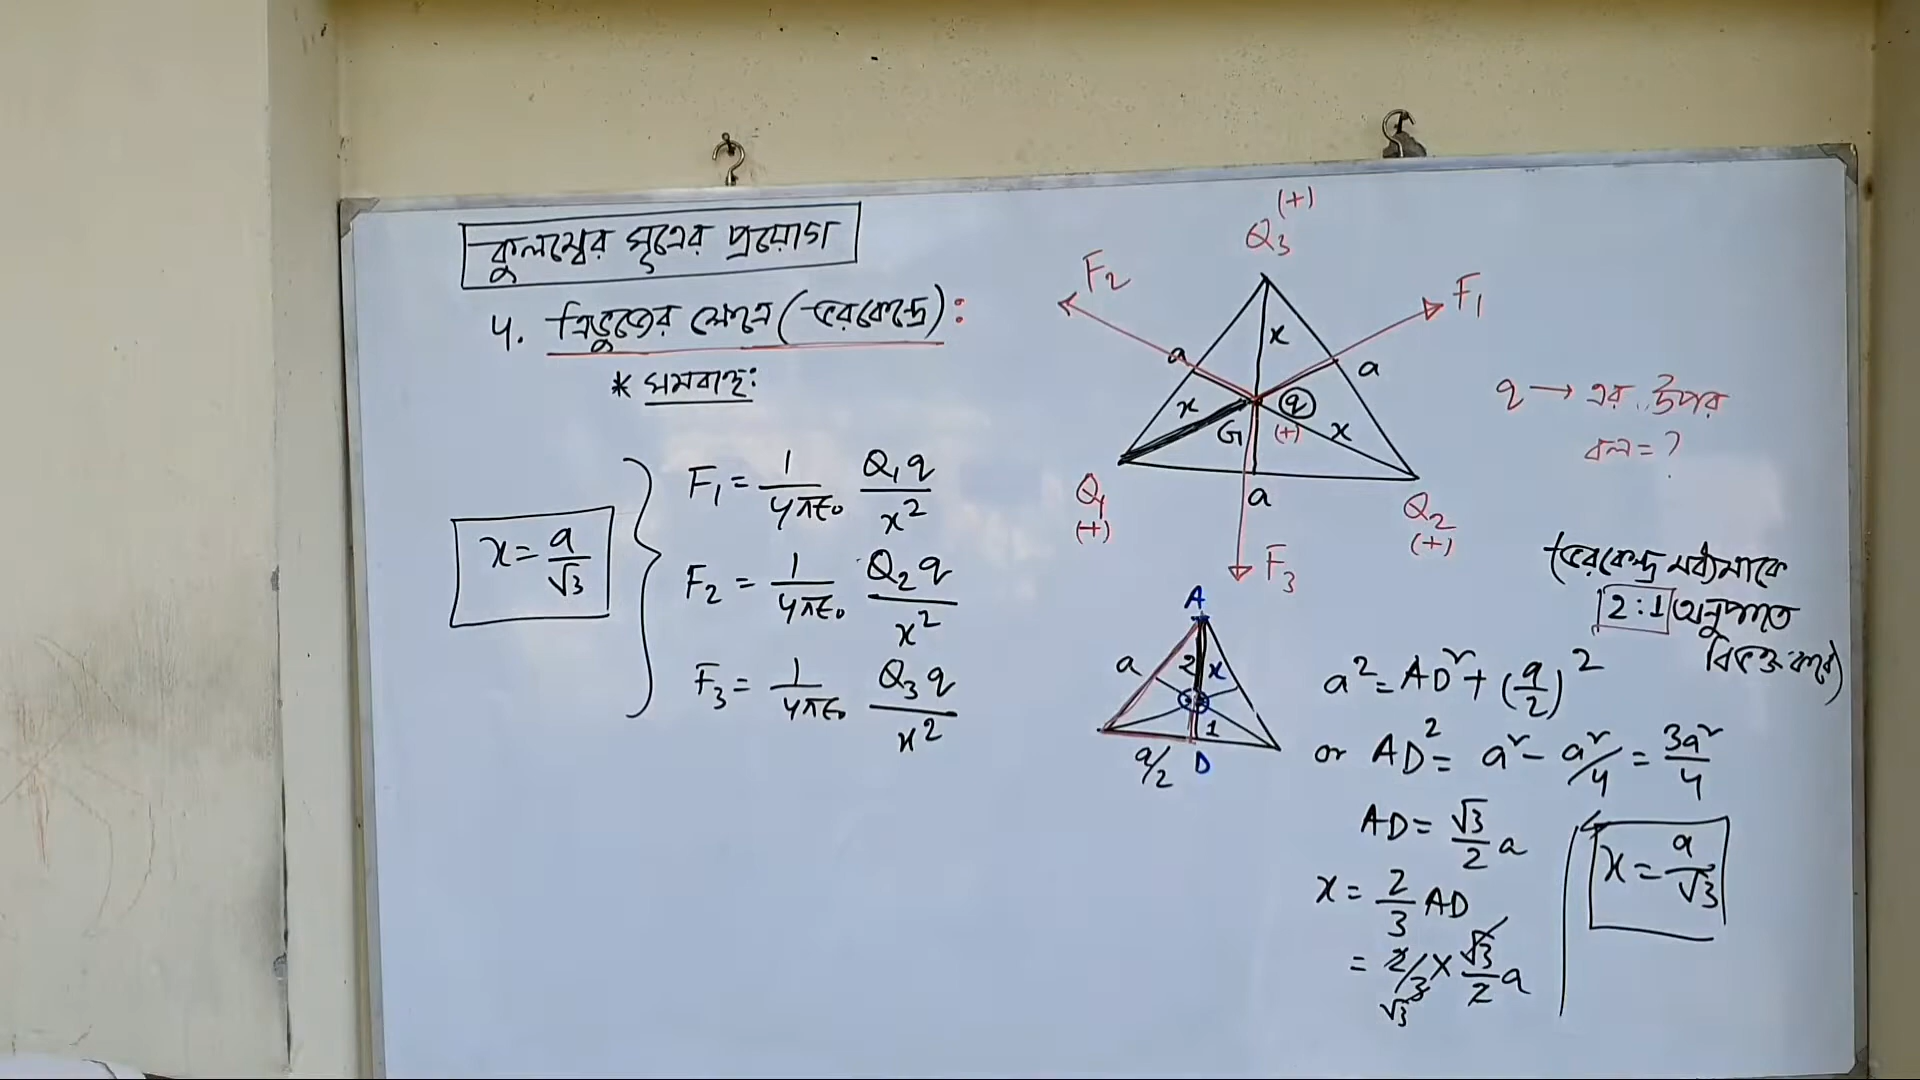 কুলম্বের সূত্রের প্রয়োগ
4. ত্রিভুজের ক্ষেত্রে (ভরকেন্দ্রে) :
* সমবাহু:
x = a/√3
F₁ = 1/4πε₀ Q₁q/x²
F₂ = 1/4πε₀ Q₂q/x²
F₃ = 1/4πε₀ Q₃q/x²
Q₃ (+)
F₂
F₁
x
a
a
x
q
G
(+)
x
Q₁
(+)
a
Q₂
(+)
F₃
q → এর উপর
বল = ?
ভরকেন্দ্র মধ্যমাকে
2:1 অনুপাতে
বিভক্ত করে)
A
a
2
x
1
a/2
D
a² = AD² + (a/2)²
or AD² = a² - a²/4 = 3a²/4
AD = √3/2 a
x = 2/3 AD
= 2/3 × √3/2 a
√3
x = a/√3